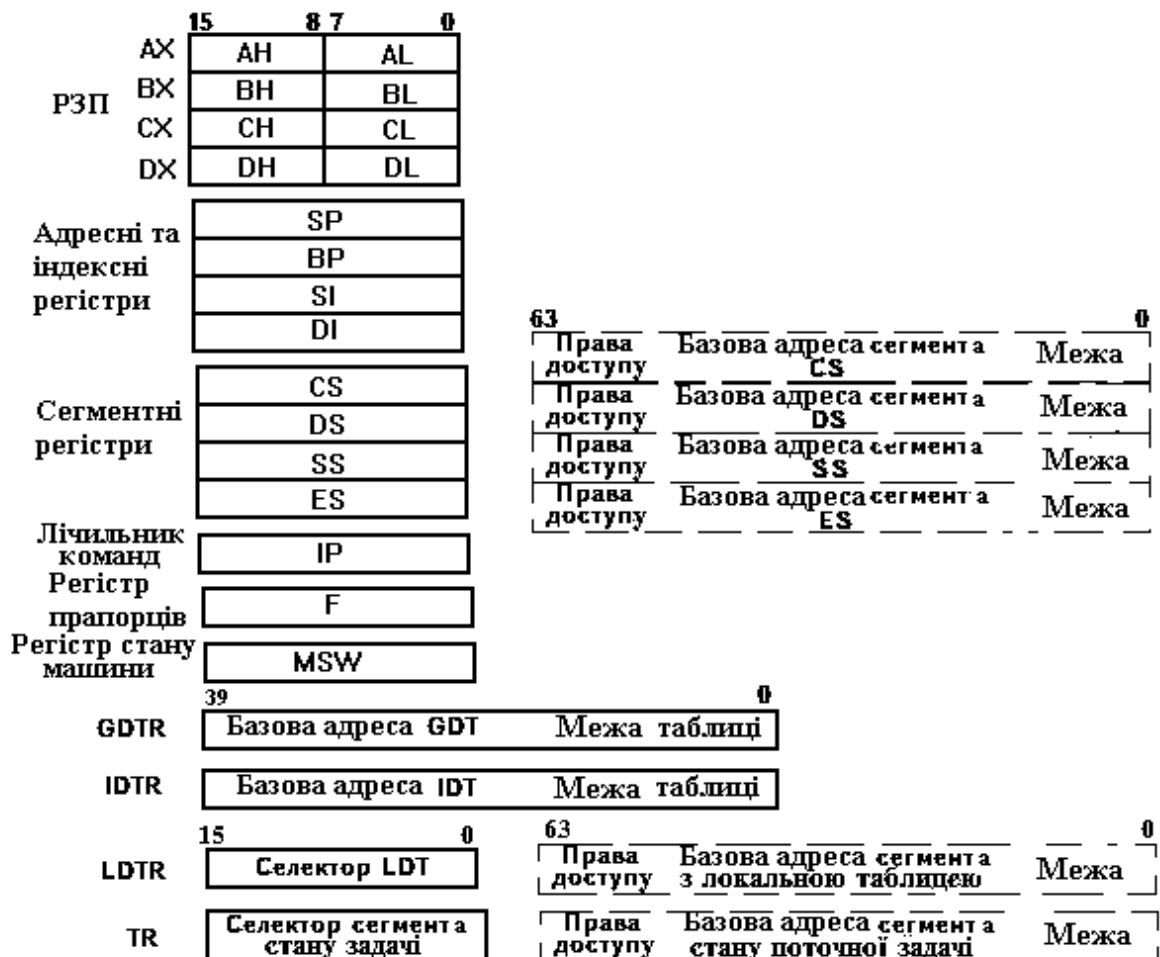 15 8 7 0
AX AH AL
РЗП
BX BH BL
CX CH CL
DX DH DL
Адресні та
індексні
регістри
SP
BP
SI
DI
63 0
Права
доступу
Базова адреса сегмента
CS
Межа
Права
доступу
Базова адреса сегмента
DS
Межа
Права
доступу
Базова адреса сегмента
SS
Межа
Права
доступу
Базова адреса сегмента
ES
Межа
Сегментні
регістри
CS
DS
SS
ES
Лічильник
команд
IP
Регістр
прапорців
F
Регістр стану
машини
MSW
39 0
GDTR Базова адреса GDT Межа таблиці
IDTR Базова адреса IDT Межа таблиці
15 0
LDTR Селектор LDT
63 0
Права
доступу
Базова адреса сегмента
з локальною таблицею
Межа
TR
Селектор сегмента
стану задачі
Права
доступу
Базова адреса сегмента
стану поточної задачі
Межа